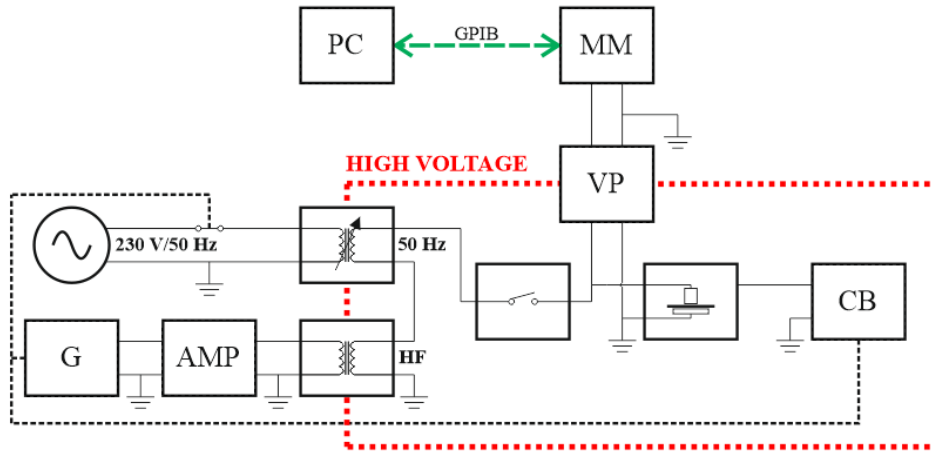 PC
GPIB
MM
HIGH VOLTAGE
VP
230 V/50 Hz
50 Hz
CB
G
AMP
HF